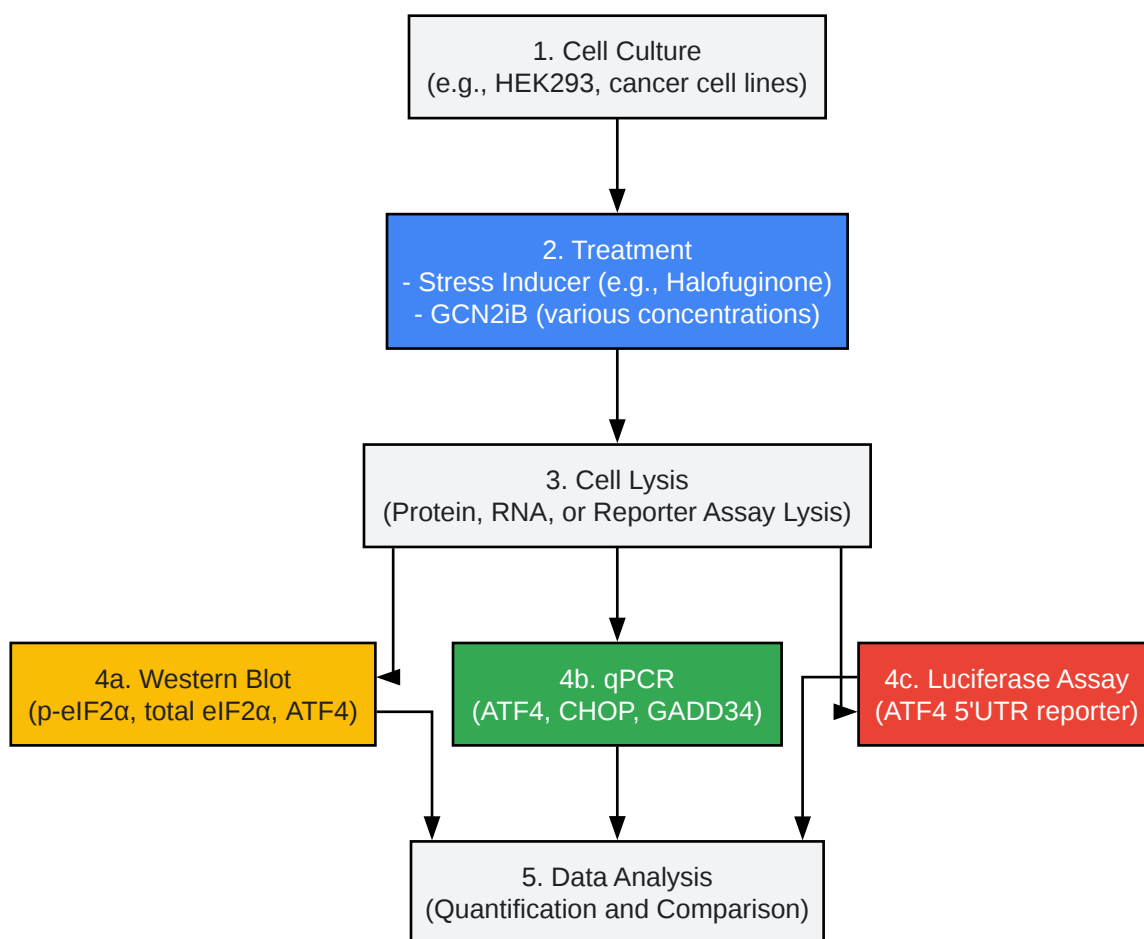 1. Cell Culture
(e.g., HEK293, cancer cell lines)
2. Treatment
- Stress Inducer (e.g., Halofuginone)
- GCN2iB (various concentrations)
3. Cell Lysis
(Protein, RNA, or Reporter Assay Lysis)
4a. Western Blot
(p-eIF2α, total eIF2α, ATF4)
4b. qPCR
(ATF4, CHOP, GADD34)
4c. Luciferase Assay
(ATF4 5'UTR reporter)
5. Data Analysis
(Quantification and Comparison)